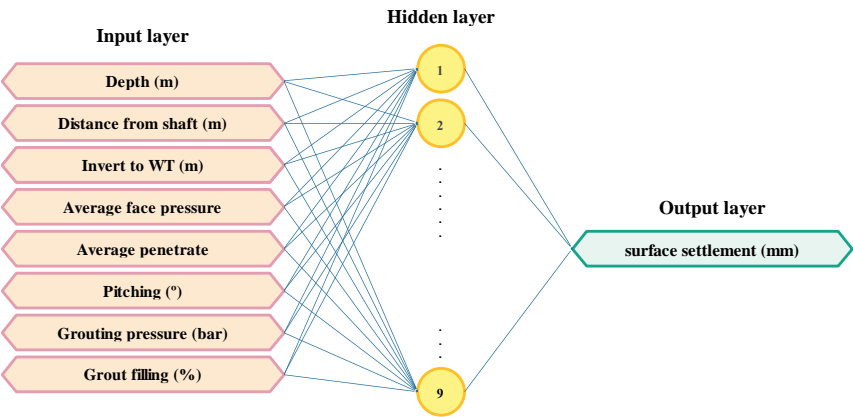 Hidden layer
Input layer
Depth (m)
Distance from shaft (m)
Invert to WT (m)
Average face pressure
Average penetrate
Pitching (º)
Grouting pressure (bar)
Grout filling (%)
1
2
9
Output layer
surface settlement (mm)